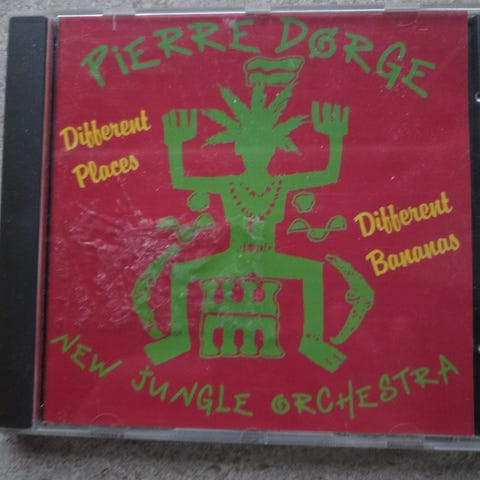 PiERRE DØRGE
Different
Places
Different
Bananas
NEW JUNGLE ORCHESTRA